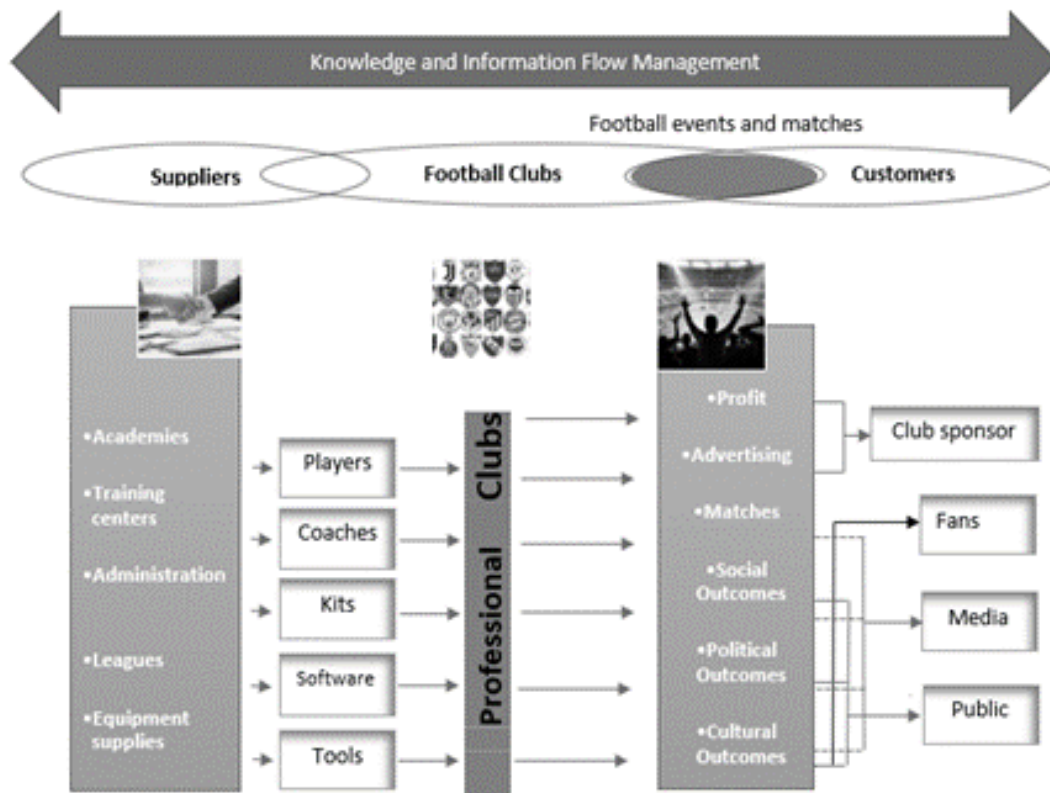 Knowledge and Information Flow Management
Football events and matches
Suppliers
Football Clubs
Customers
•Academies
•Training
centers
•Administration
•Leagues
•Equipment
supplies
Players
Coaches
Kits
Software
Tools
Professional Clubs
•Profit
•Advertising
•Matches
•Social
Outcomes
•Political
Outcomes
•Cultural
Outcomes
Club sponsor
Fans
Media
Public